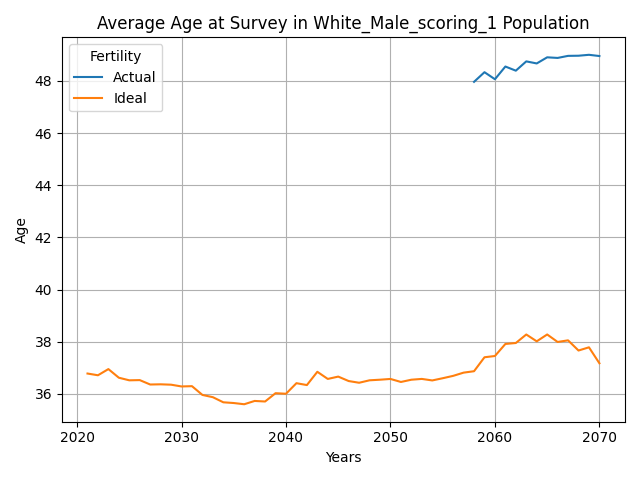 Average Age at Survey in White_Male_scoring_1 Population
Fertility
Actual
Ideal
48
46
44
42
40
38
36
Age
2020
2030
2040
2050
2060
2070
Years